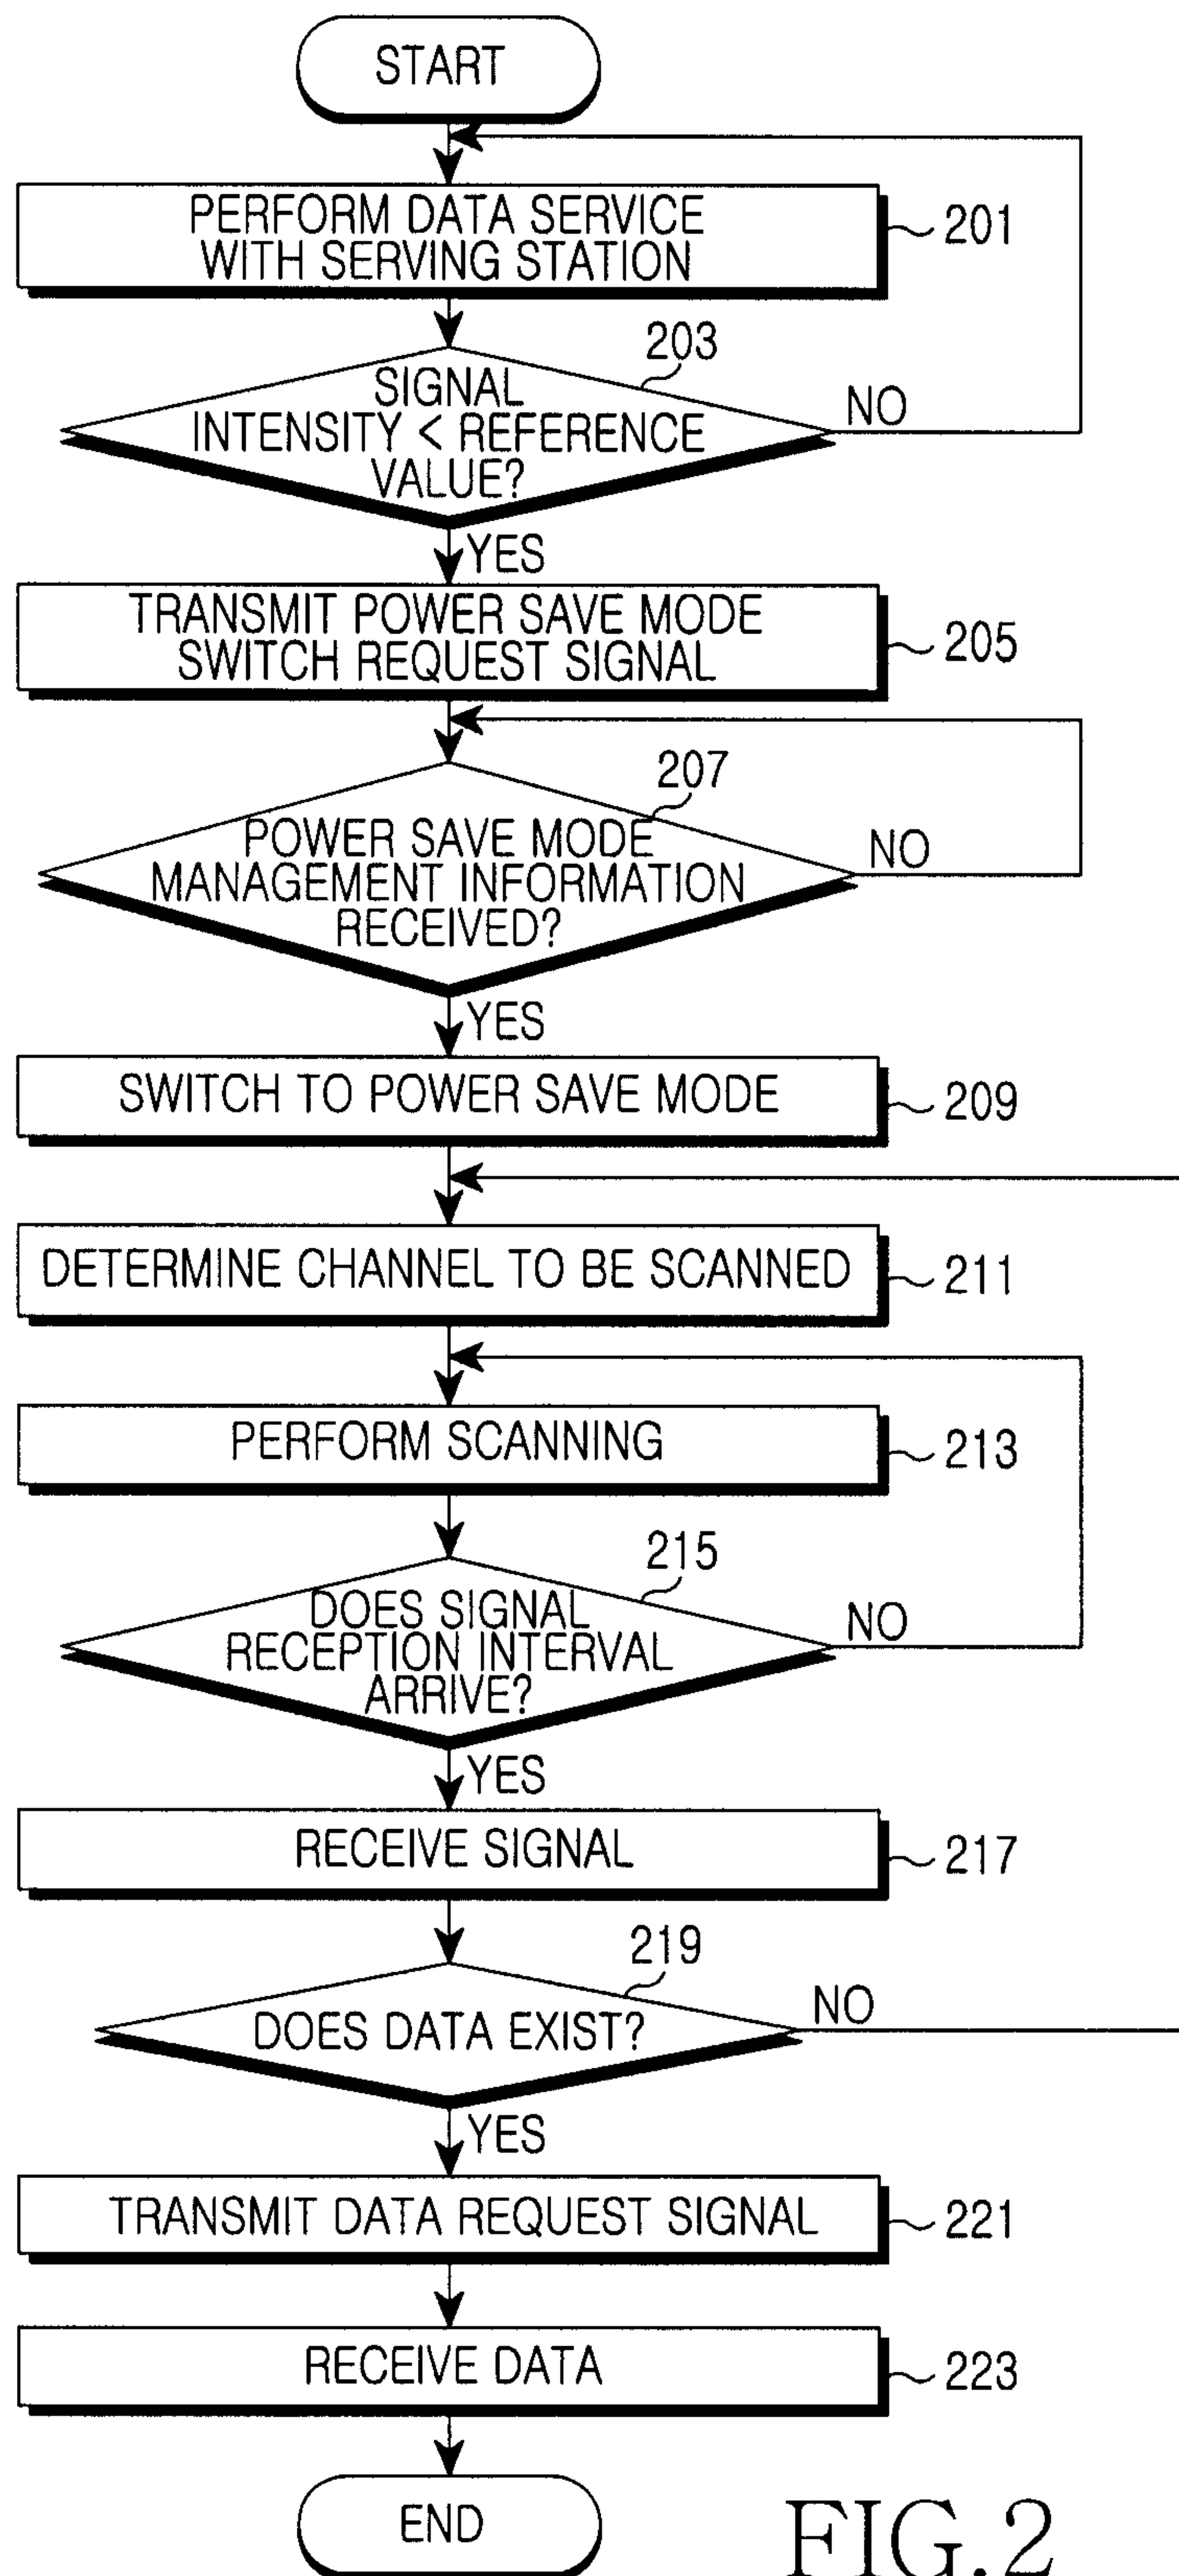 START
PERFORM DATA SERVICE
WITH SERVING STATION
201
203
SIGNAL
INTENSITY < REFERENCE
VALUE?
NO
YES
TRANSMIT POWER SAVE MODE
SWITCH REQUEST SIGNAL
205
207
POWER SAVE MODE
MANAGEMENT INFORMATION
RECEIVED?
NO
YES
SWITCH TO POWER SAVE MODE
209
DETERMINE CHANNEL TO BE SCANNED
211
PERFORM SCANNING
213
215
DOES SIGNAL
RECEPTION INTERVAL
ARRIVE?
NO
YES
RECEIVE SIGNAL
217
219
DOES DATA EXIST?
NO
YES
TRANSMIT DATA REQUEST SIGNAL
221
RECEIVE DATA
223
END
FIG.2